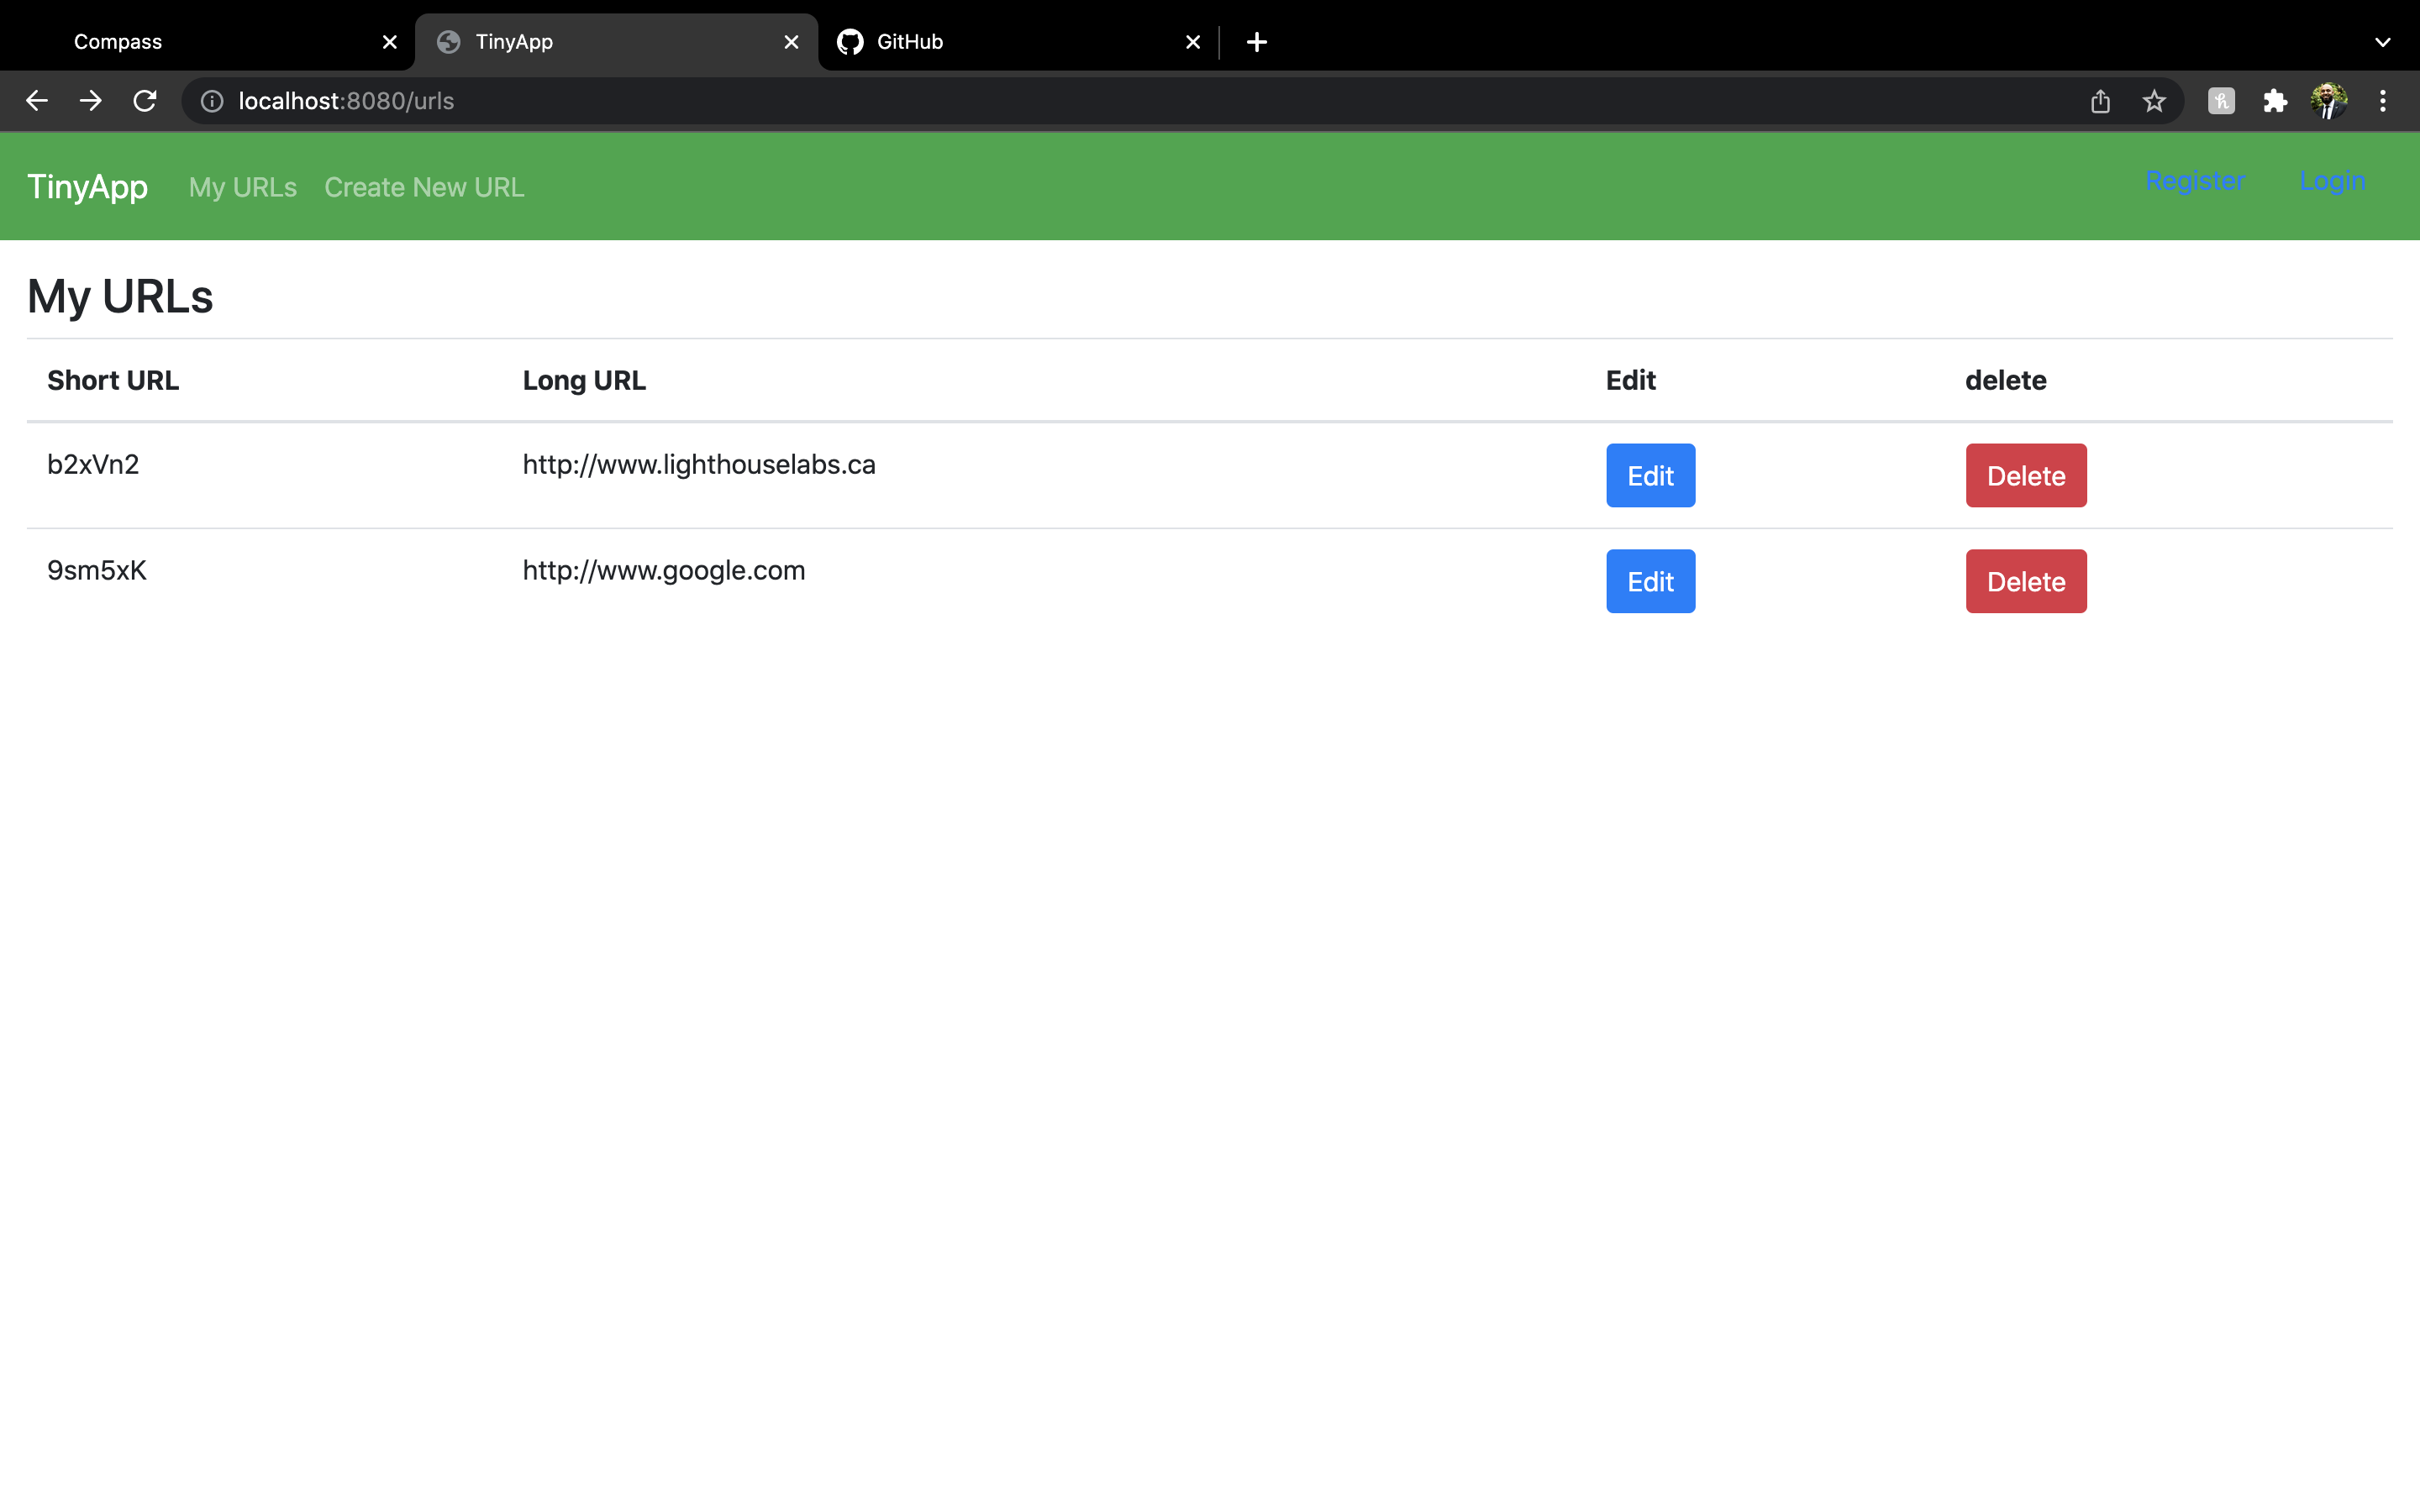 Compass TinyApp GitHub
localhost:8080/urls
TinyApp My URLs Create New URL Register Login
My URLs
Short URL Long URL Edit delete
b2xVn2 http://www.lighthouselabs.ca Edit Delete
9sm5xK http://www.google.com Edit Delete